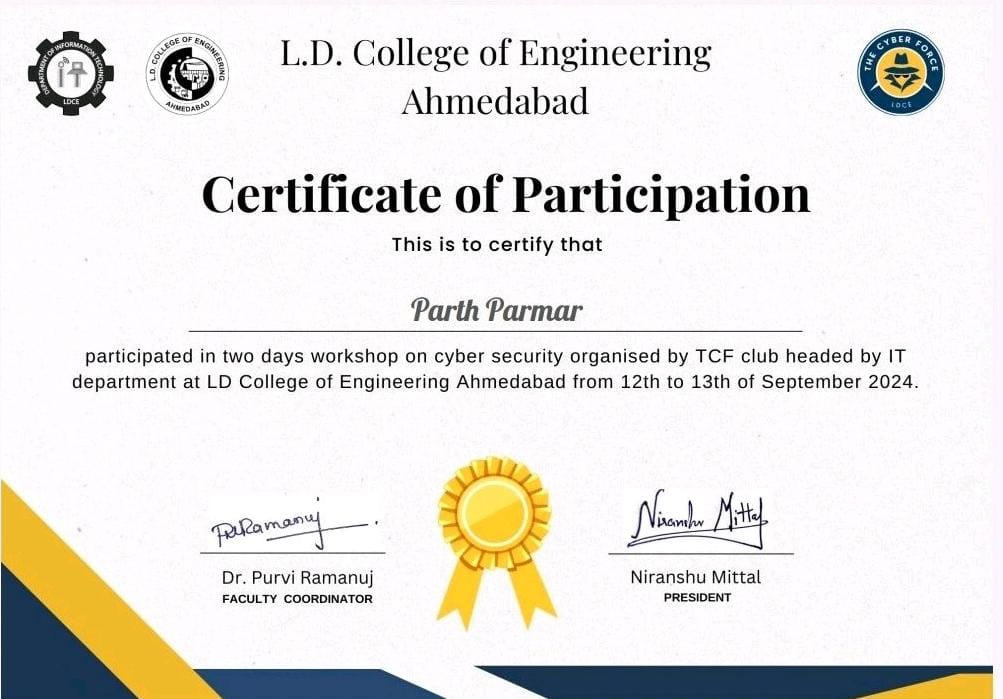 DEPARTMENT OF INFORMATION TECHNOLOGY
LDCE
L.D. COLLEGE OF ENGINEERING
AHMEDABAD
L.D. College of Engineering
Ahmedabad
THE CYBER FORCE
LDCE
Certificate of Participation
This is to certify that
Parth Parmar
participated in two days workshop on cyber security organised by TCF club headed by IT
department at LD College of Engineering Ahmedabad from 12th to 13th of September 2024.
PRRamanuj
Niranshu Mittal
Dr. Purvi Ramanuj
Niranshu Mittal
FACULTY COORDINATOR
PRESIDENT